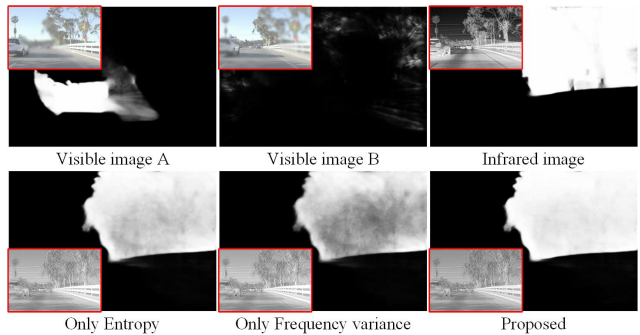 Visible image A
Visible image B
Infrared image
Only Entropy
Only Frequency variance
Proposed